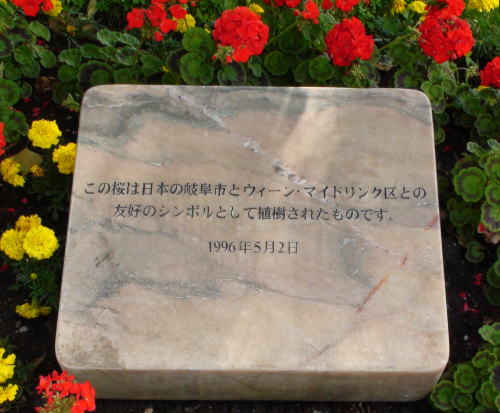 この桜は日本の岐阜市とウィーン・マイドリンク区との
友好のシンボルとして植樹されたものです。
1996年5月2日